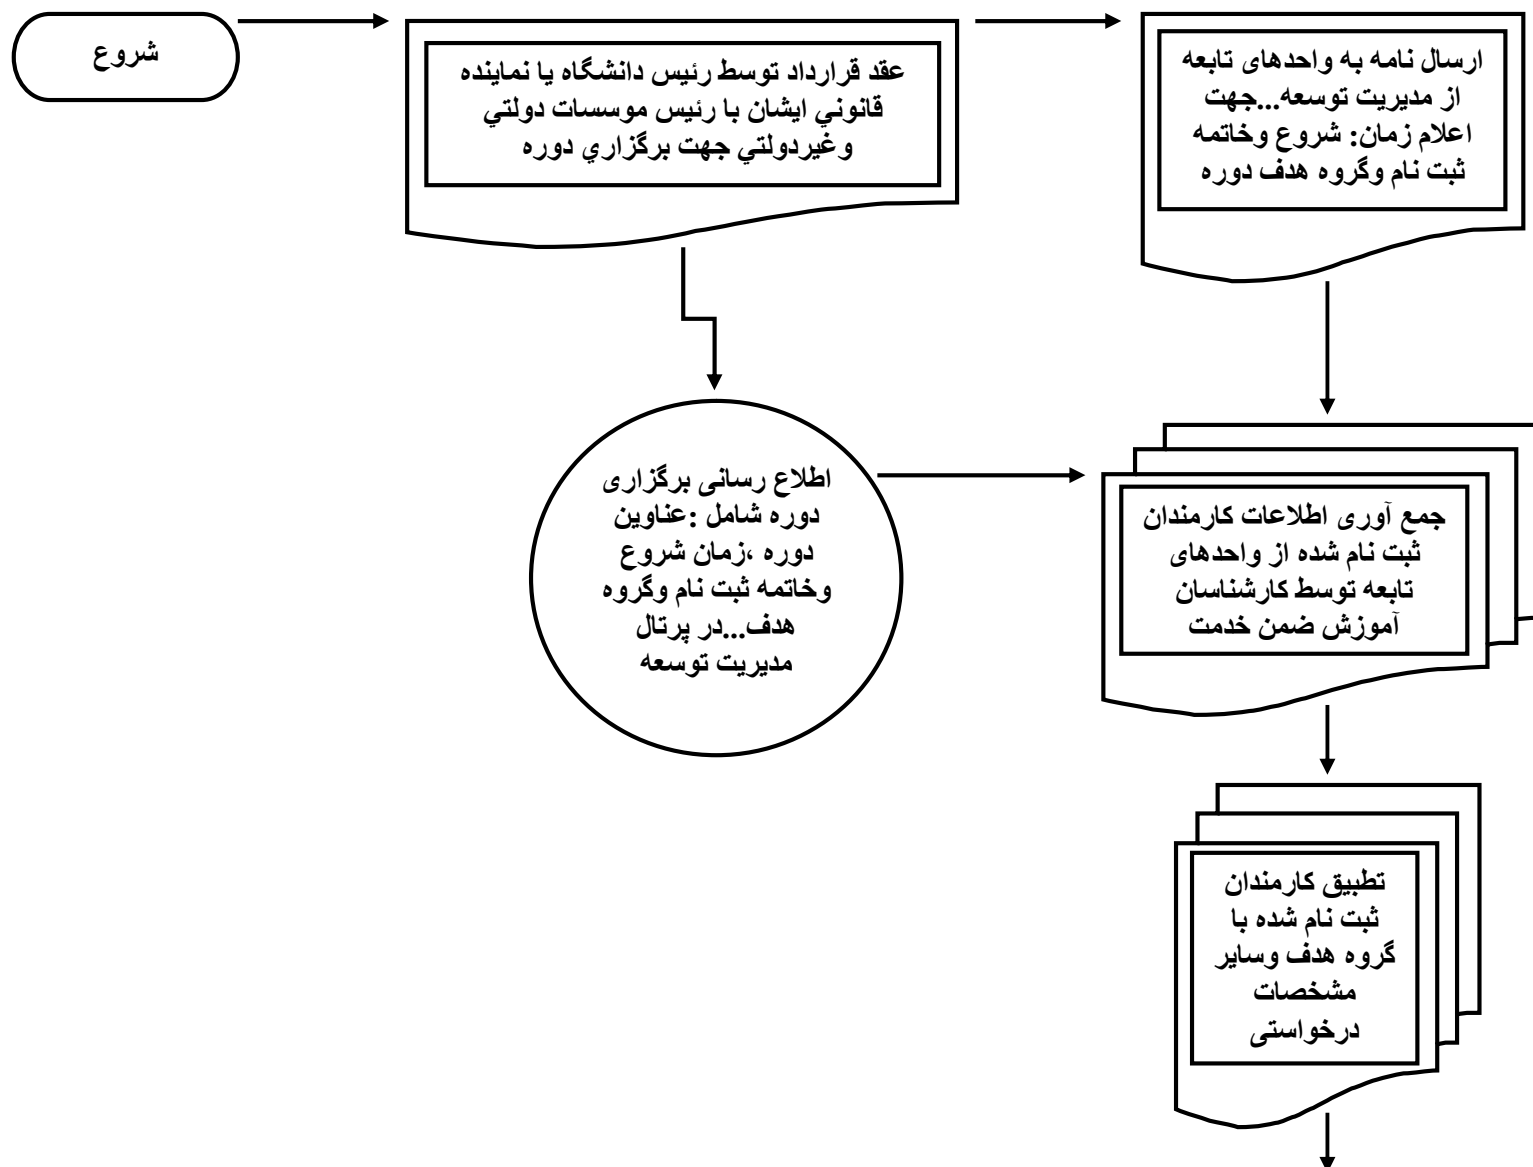 شروع
عقد قرارداد توسط رئیس دانشگاه یا نماینده
قانوني ایشان با رئیس موسسات دولتي
وغیردولتي جهت برگزاري دوره
ارسال نامه به واحدهای تابعه
از مدیریت توسعه...جهت
اعلام زمان: شروع وخاتمه
ثبت نام وگروه هدف دوره
اطلاع رسانی برگزاری
دوره شامل :عناوین
دوره ،زمان شروع
وخاتمه ثبت نام وگروه
هدف...در پرتال
مدیریت توسعه
جمع آوری اطلاعات کارمندان
ثبت نام شده از واحدهای
تابعه توسط کارشناسان
آموزش ضمن خدمت
تطبیق کارمندان
ثبت نام شده با
گروه هدف وسایر
مشخصات
درخواستی